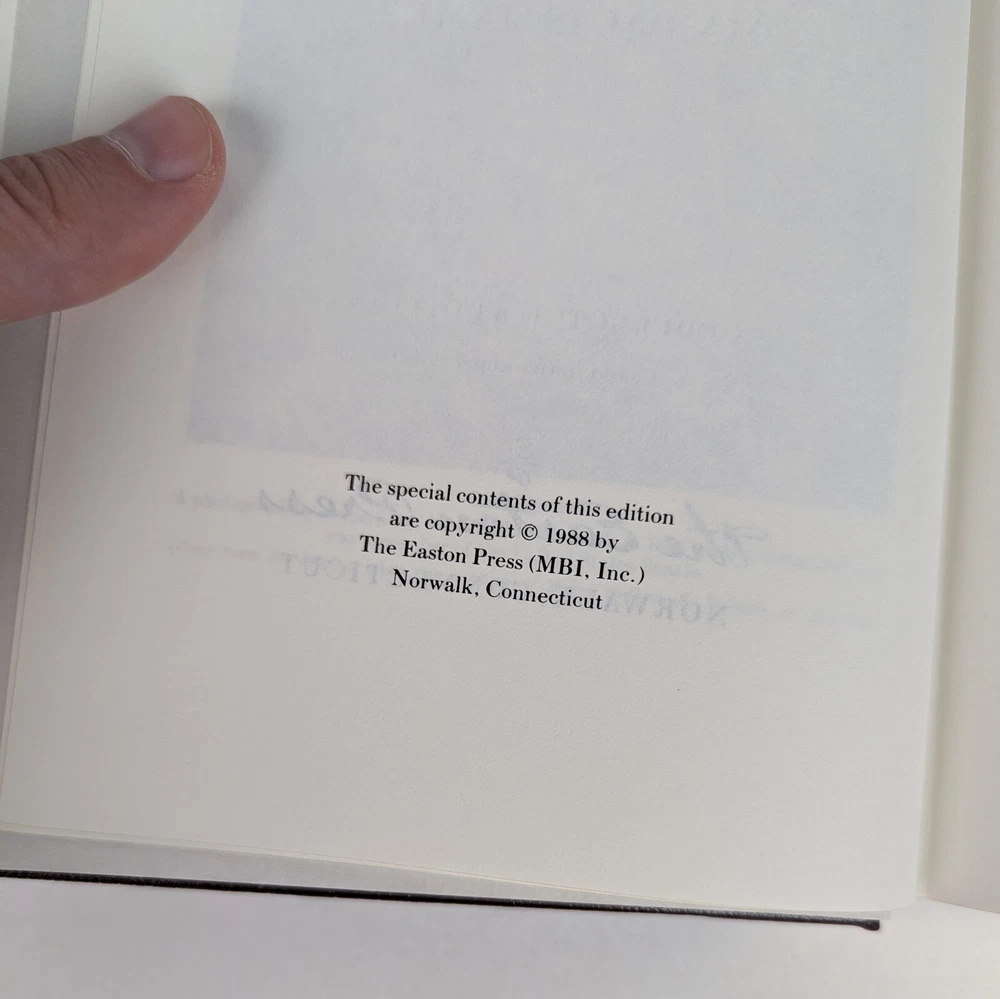 The special contents of this edition
are copyright © 1988 by
The Easton Press (MBI, Inc.)
Norwalk, Connecticut